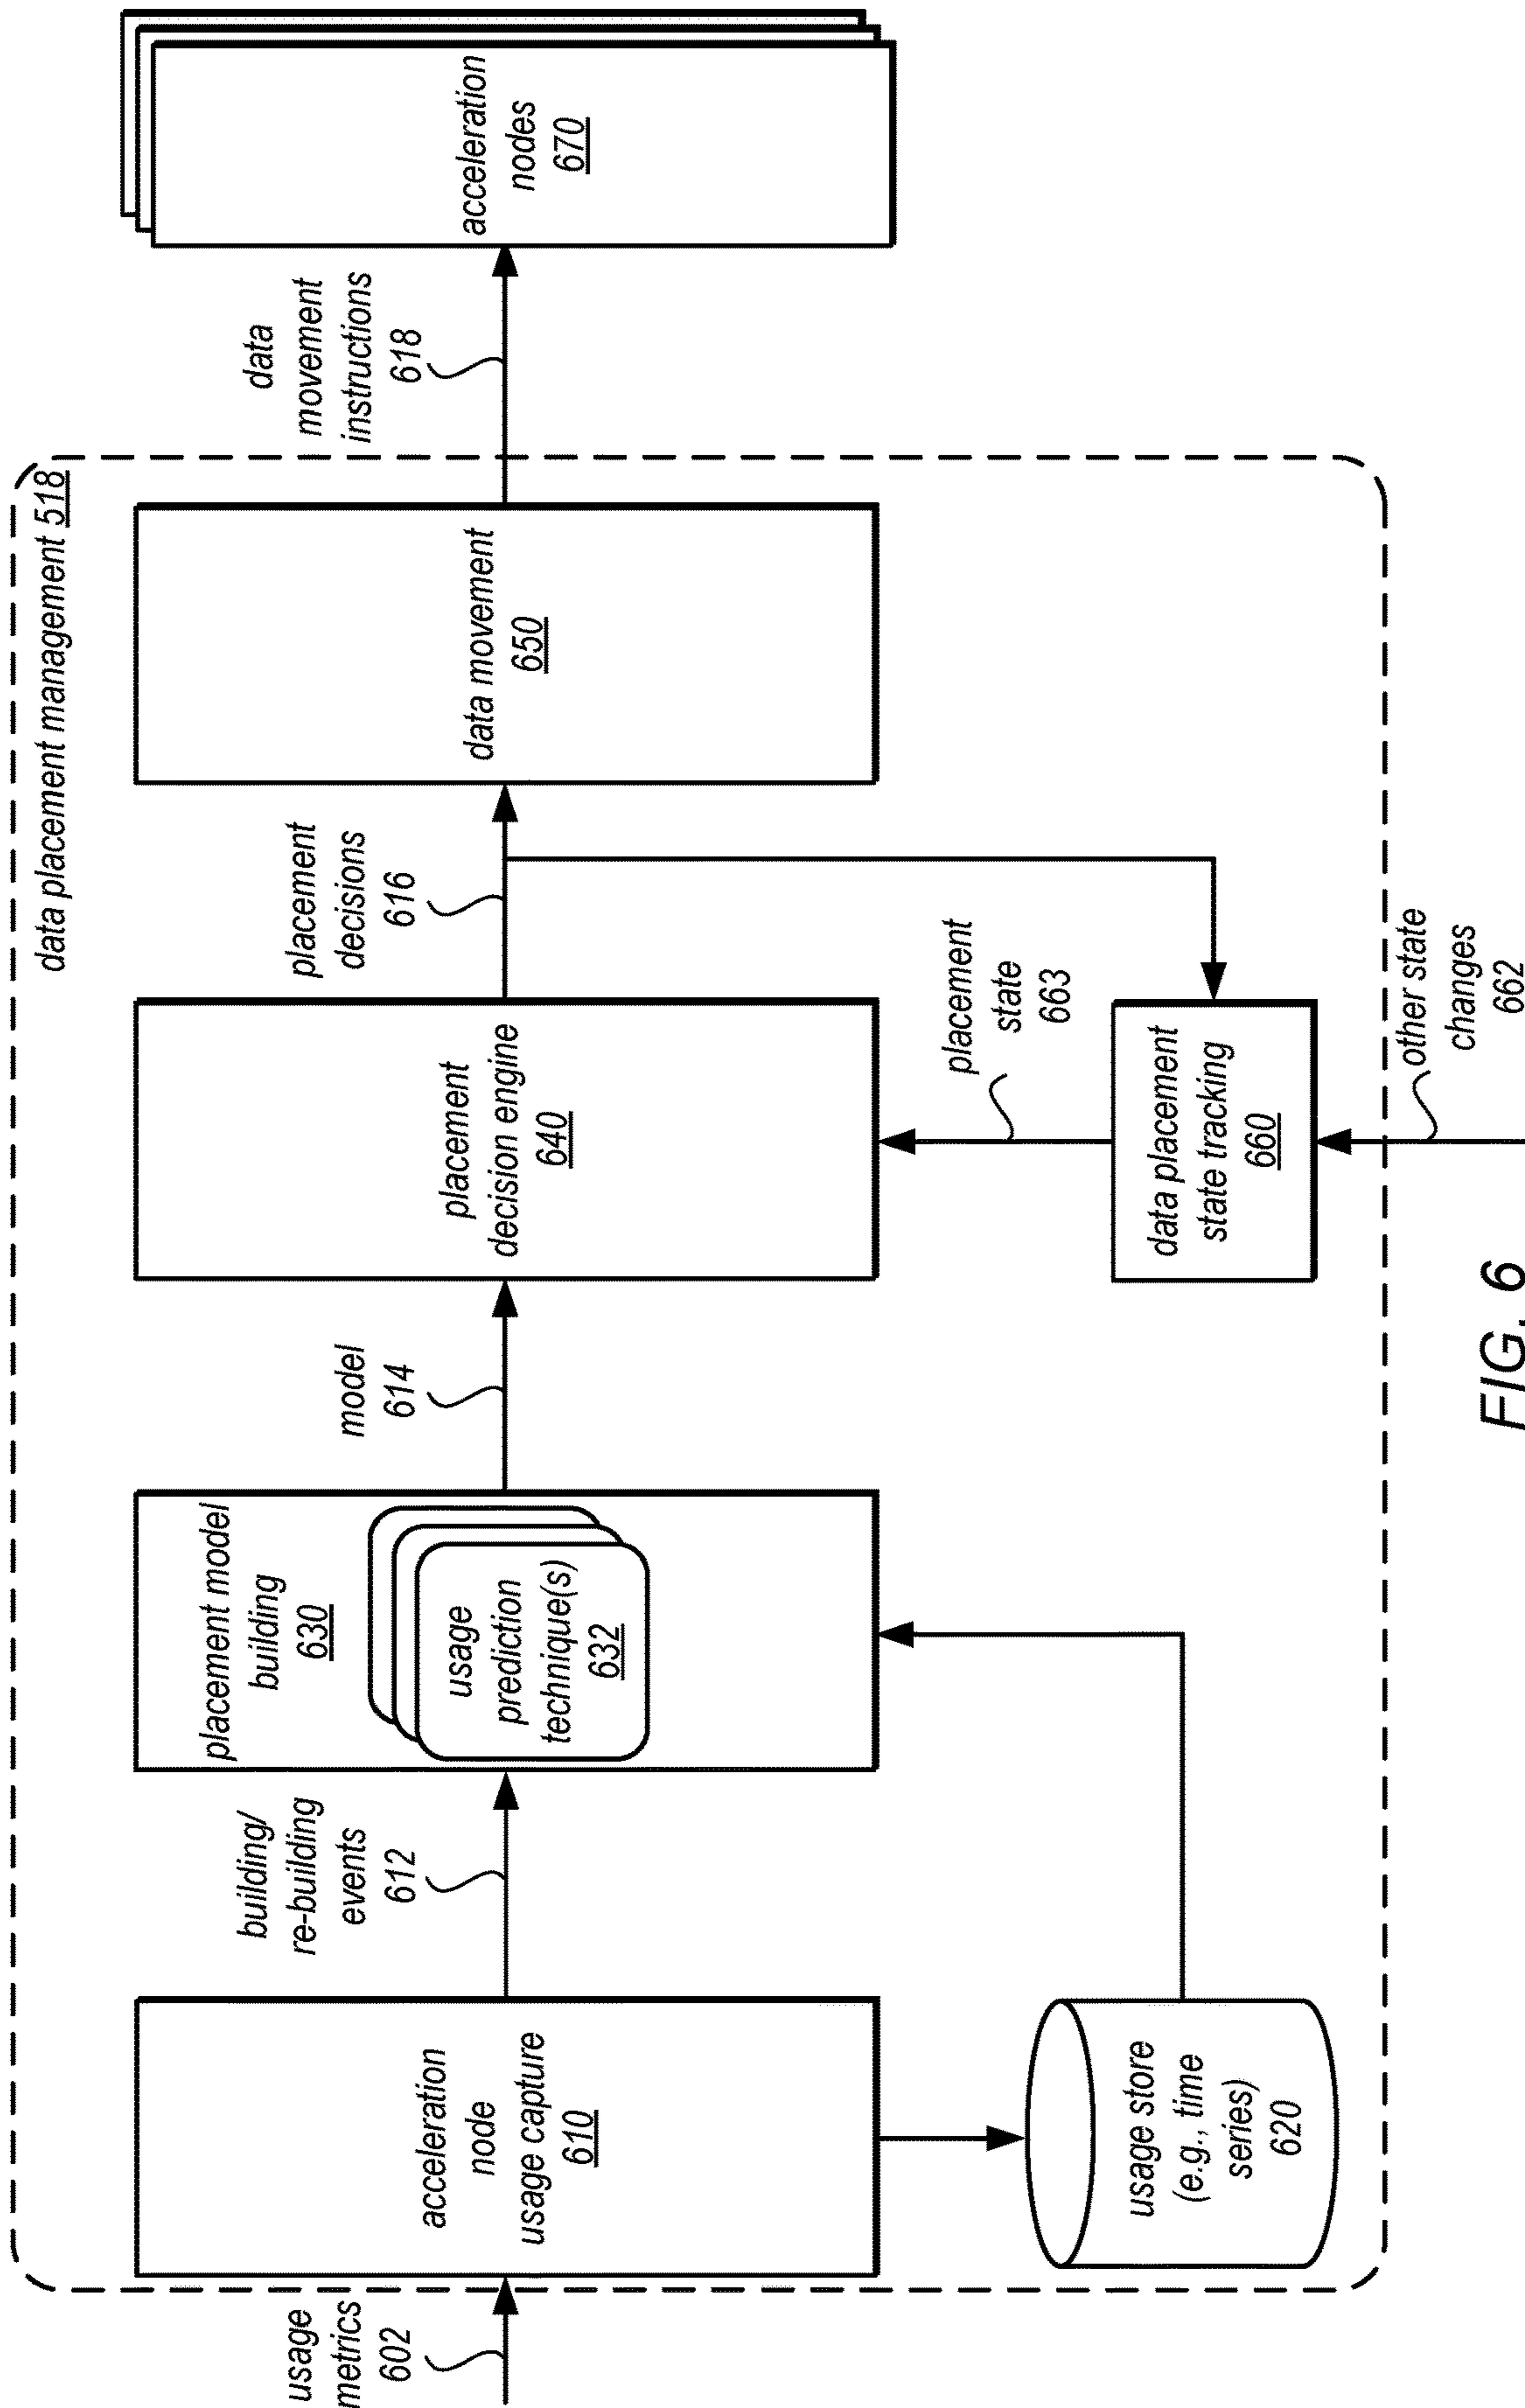 data placement management 518
usage
metrics
602
acceleration
node
usage capture
610
building/
re-building
events
612
placement model
building
630
usage
prediction
technique(s)
632
model
614
placement
decision engine
640
placement
decisions
616
data movement
650
data
movement
instructions
618
acceleration
nodes
670
usage store
(e.g., time
series)
620
placement
state
663
data placement
state tracking
660
other state
changes
662
FIG. 6